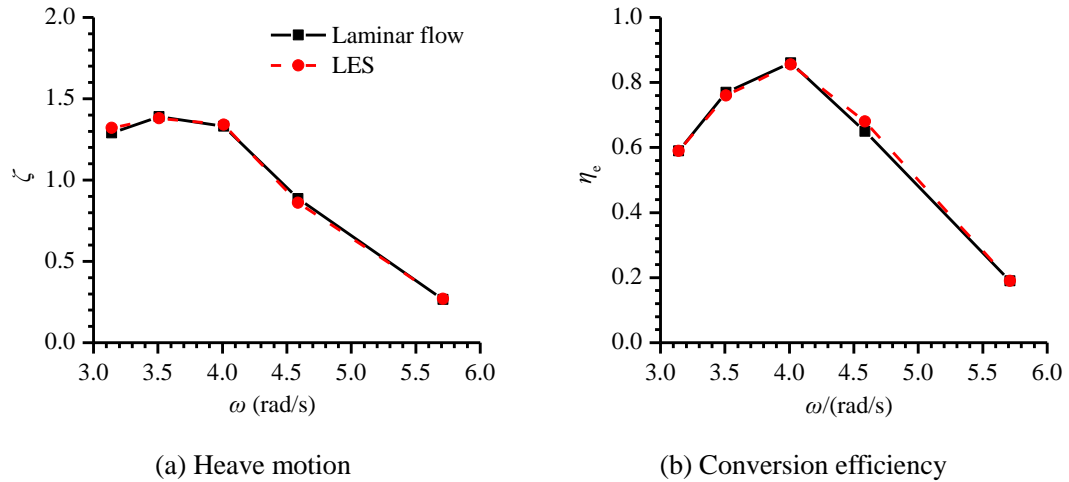 2.0
1.5
1.0
0.5
0.0
ζ
Laminar flow
LES
3.0 3.5 4.0 4.5 5.0 5.5 6.0
ω (rad/s)
(a) Heave motion
1.0
0.8
0.6
0.4
0.2
0.0
ηe
3.0 3.5 4.0 4.5 5.0 5.5 6.0
ω/(rad/s)
(b) Conversion efficiency